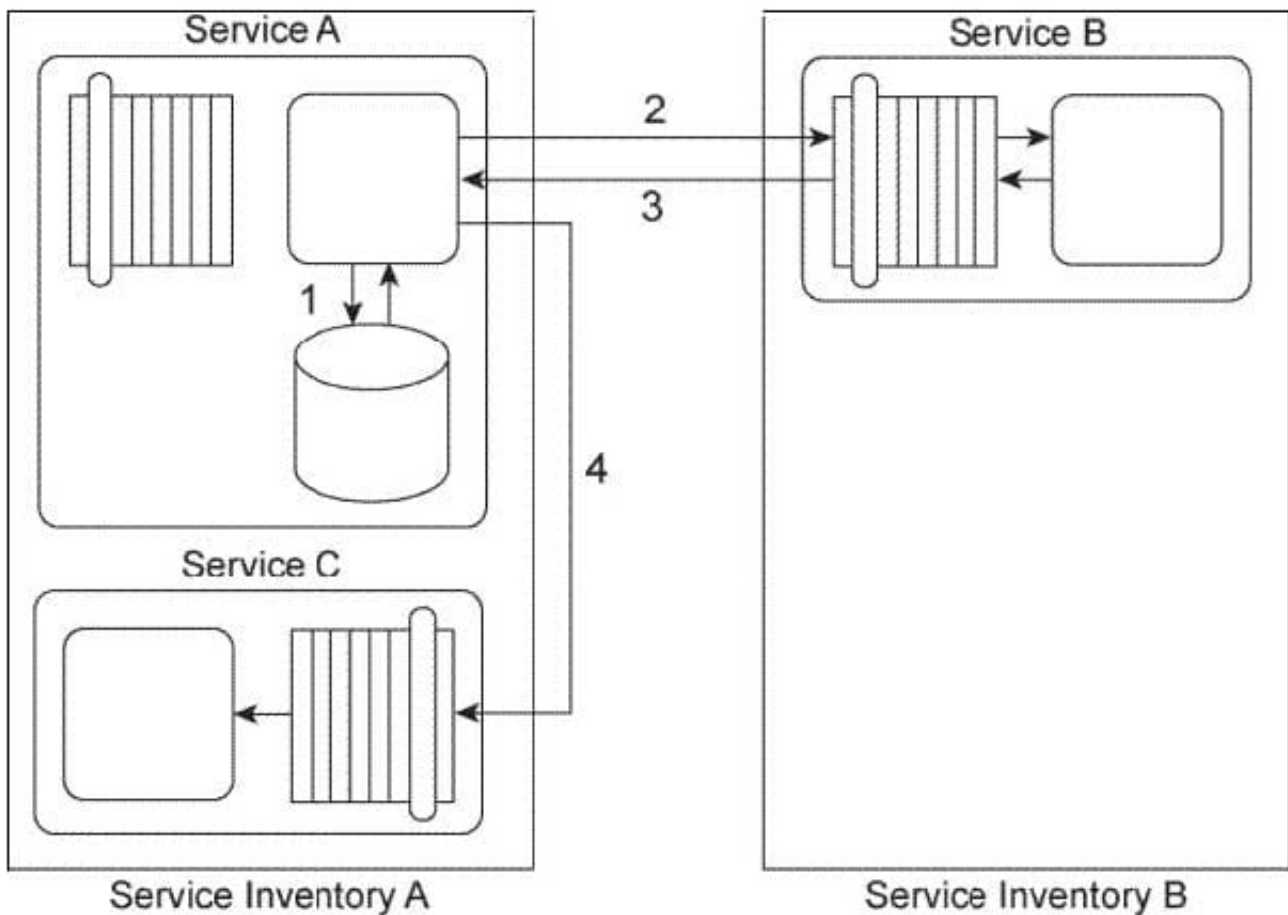 Service A
Service B
2
3
1
4
Service C
Service Inventory A
Service Inventory B